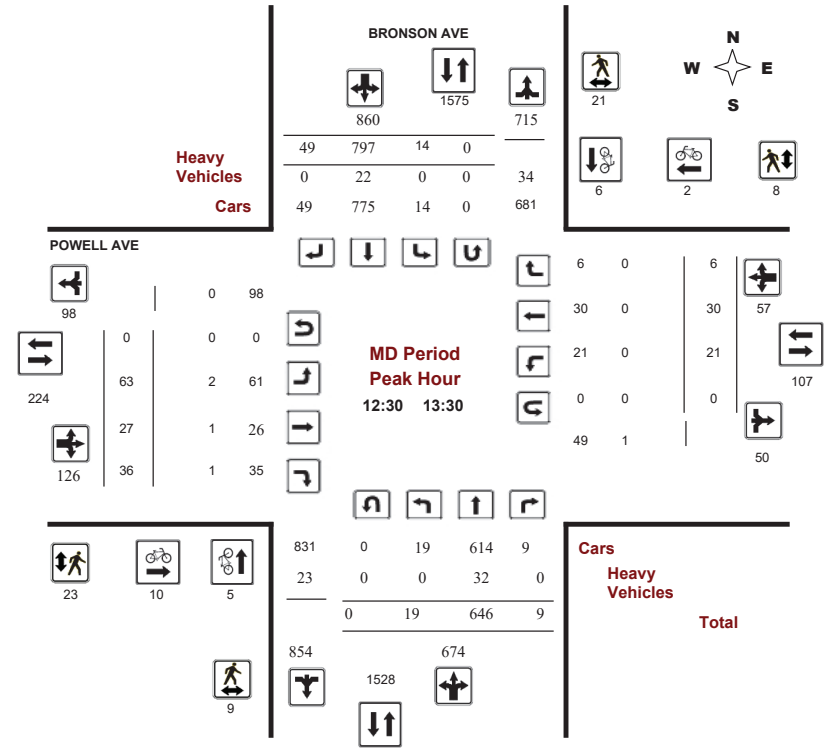 BRONSON AVE
N
W E
S
1575
860 715
21
49 797 14 0
Heavy
Vehicles
0 22 0 0 34
Cars 49 775 14 0 681
6 2 8
POWELL AVE
98
0 98
6 0 6
57
30 0 30
0 0 0
224
MD Period
Peak Hour
12:30 13:30
21 0 21
107
63 2 61
0 0 0
27 1 26
49 1
50
126
36 1 35
831 0 19 614 9
Cars
23 0 0 32 0
Heavy
Vehicles
23 10 5
0 19 646 9
Total
854 674
1528
9